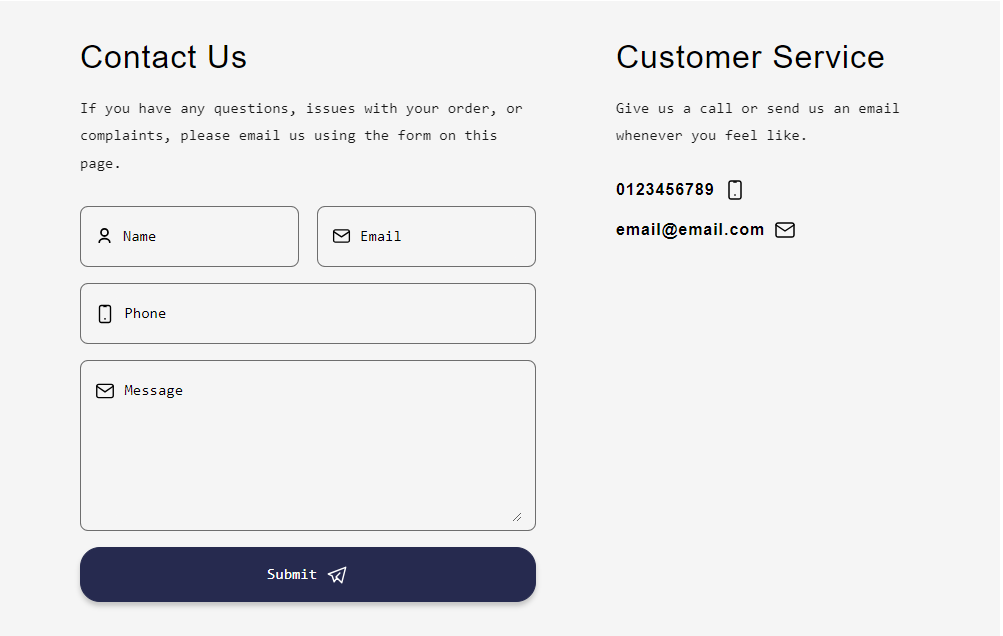 Contact Us
If you have any questions, issues with your order, or
complaints, please email us using the form on this
page.
Name
Email
Phone
Message
Submit
Customer Service
Give us a call or send us an email
whenever you feel like.
0123456789
email@email.com